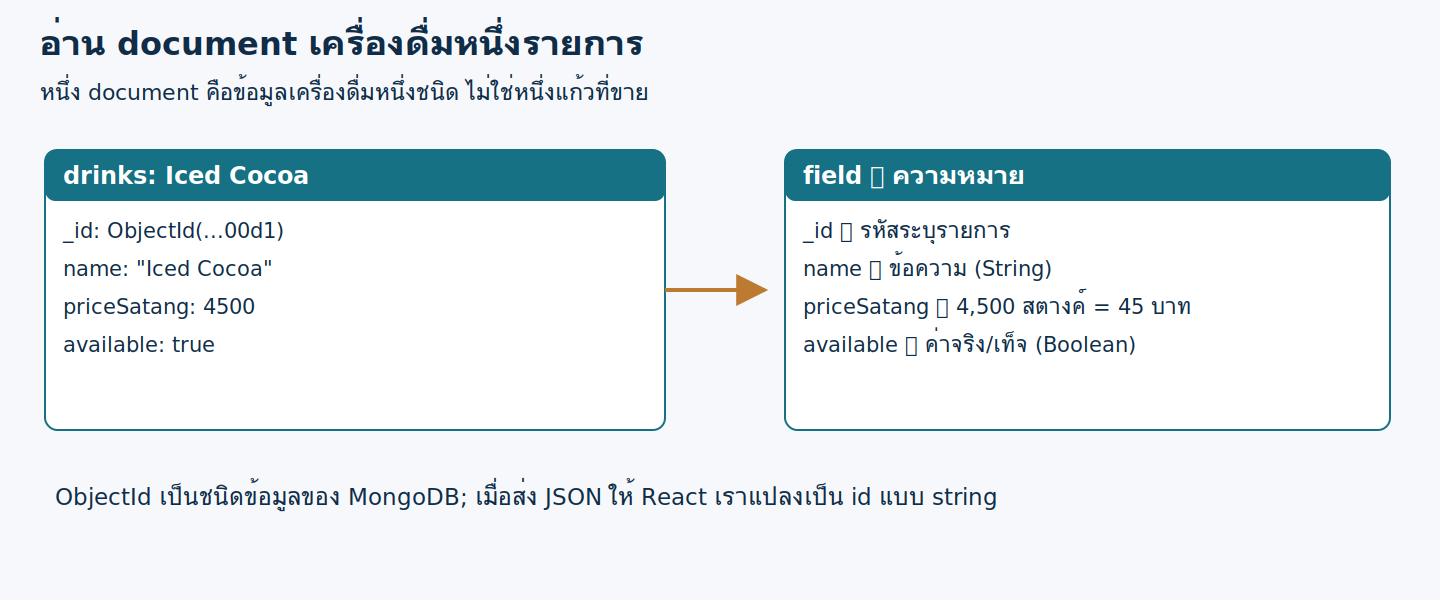 อ่าน document เครื่องดื่มหนึ่งรายการ
หนึ่ง document คือข้อมูลเครื่องดื่มหนึ่งชนิด ไม่ใช่หนึ่งแก้วที่ขาย
drinks: Iced Cocoa
_id: ObjectId(…00d1)
name: "Iced Cocoa"
priceSatang: 4500
available: true
field □ ความหมาย
_id □ รหัสระบุรายการ
name □ ข้อความ (String)
priceSatang □ 4,500 สตางค์ = 45 บาท
available □ ค่าจริง/เท็จ (Boolean)
ObjectId เป็นชนิดข้อมูลของ MongoDB; เมื่อส่ง JSON ให้ React เราแปลงเป็น id แบบ string